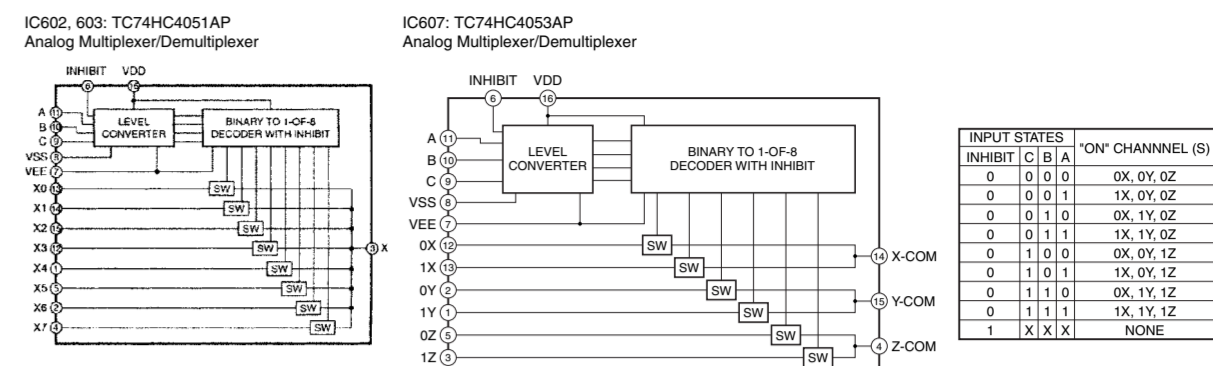 IC602, 603: TC74HC4051AP
Analog Multiplexer/Demultiplexer
INHIBIT VDD
6 16
A 11
B 10
C 9
VSS 8
VEE 7
LEVEL
CONVERTER
BINARY TO 1-OF-8
DECODER WITH INHIBIT
X0 13 SW
X1 14 SW
X2 15 SW
X3 12 SW
3 X
X4 1 SW
X5 5 SW
X6 2 SW
X7 4 SW
IC607: TC74HC4053AP
Analog Multiplexer/Demultiplexer
INHIBIT VDD
6 16
A 11
B 10
C 9
VSS 8
VEE 7
LEVEL
CONVERTER
BINARY TO 1-OF-8
DECODER WITH INHIBIT
0X 12 SW
14 X-COM
1X 13 SW
0Y 2 SW
15 Y-COM
1Y 1 SW
0Z 5 SW
4 Z-COM
1Z 3 SW
INPUT STATES "ON" CHANNNEL (S)
INHIBIT C B A
0 0 0 0 0X, 0Y, 0Z
0 0 0 1 1X, 0Y, 0Z
0 0 1 0 0X, 1Y, 0Z
0 0 1 1 1X, 1Y, 0Z
0 1 0 0 0X, 0Y, 1Z
0 1 0 1 1X, 0Y, 1Z
0 1 1 0 0X, 1Y, 1Z
0 1 1 1 1X, 1Y, 1Z
1 X X X NONE